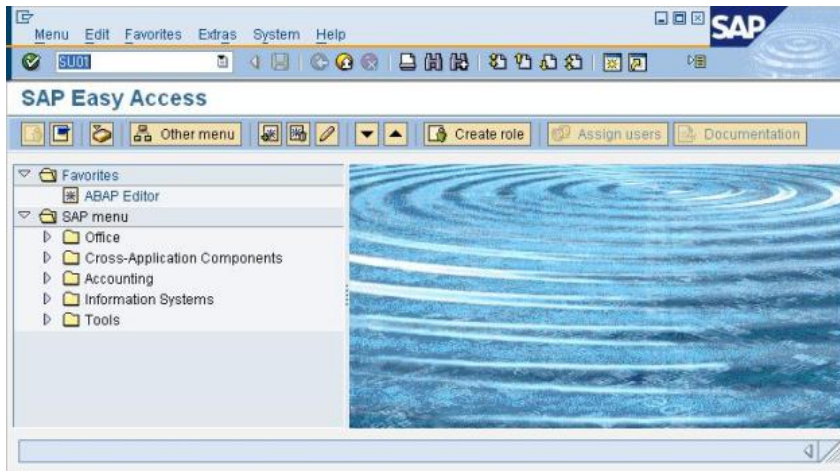 Menu Edit Favorites Extras System Help
SAP
SU01
SAP Easy Access
Other menu Create role Assign users Documentation
Favorites
ABAP Editor
SAP menu
Office
Cross-Application Components
Accounting
Information Systems
Tools